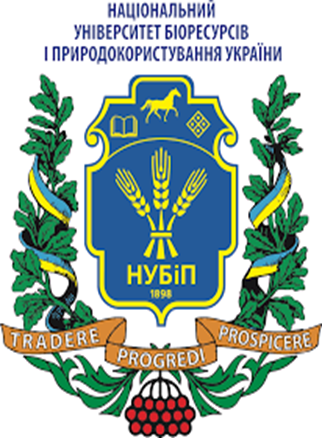 НАЦІОНАЛЬНИЙ
УНІВЕРСИТЕТ БІОРЕСУРСІВ
І ПРИРОДОКОРИСТУВАННЯ УКРАЇНИ
НУБіП
1898
TRADERE
PROGREDI
PROSPICERE